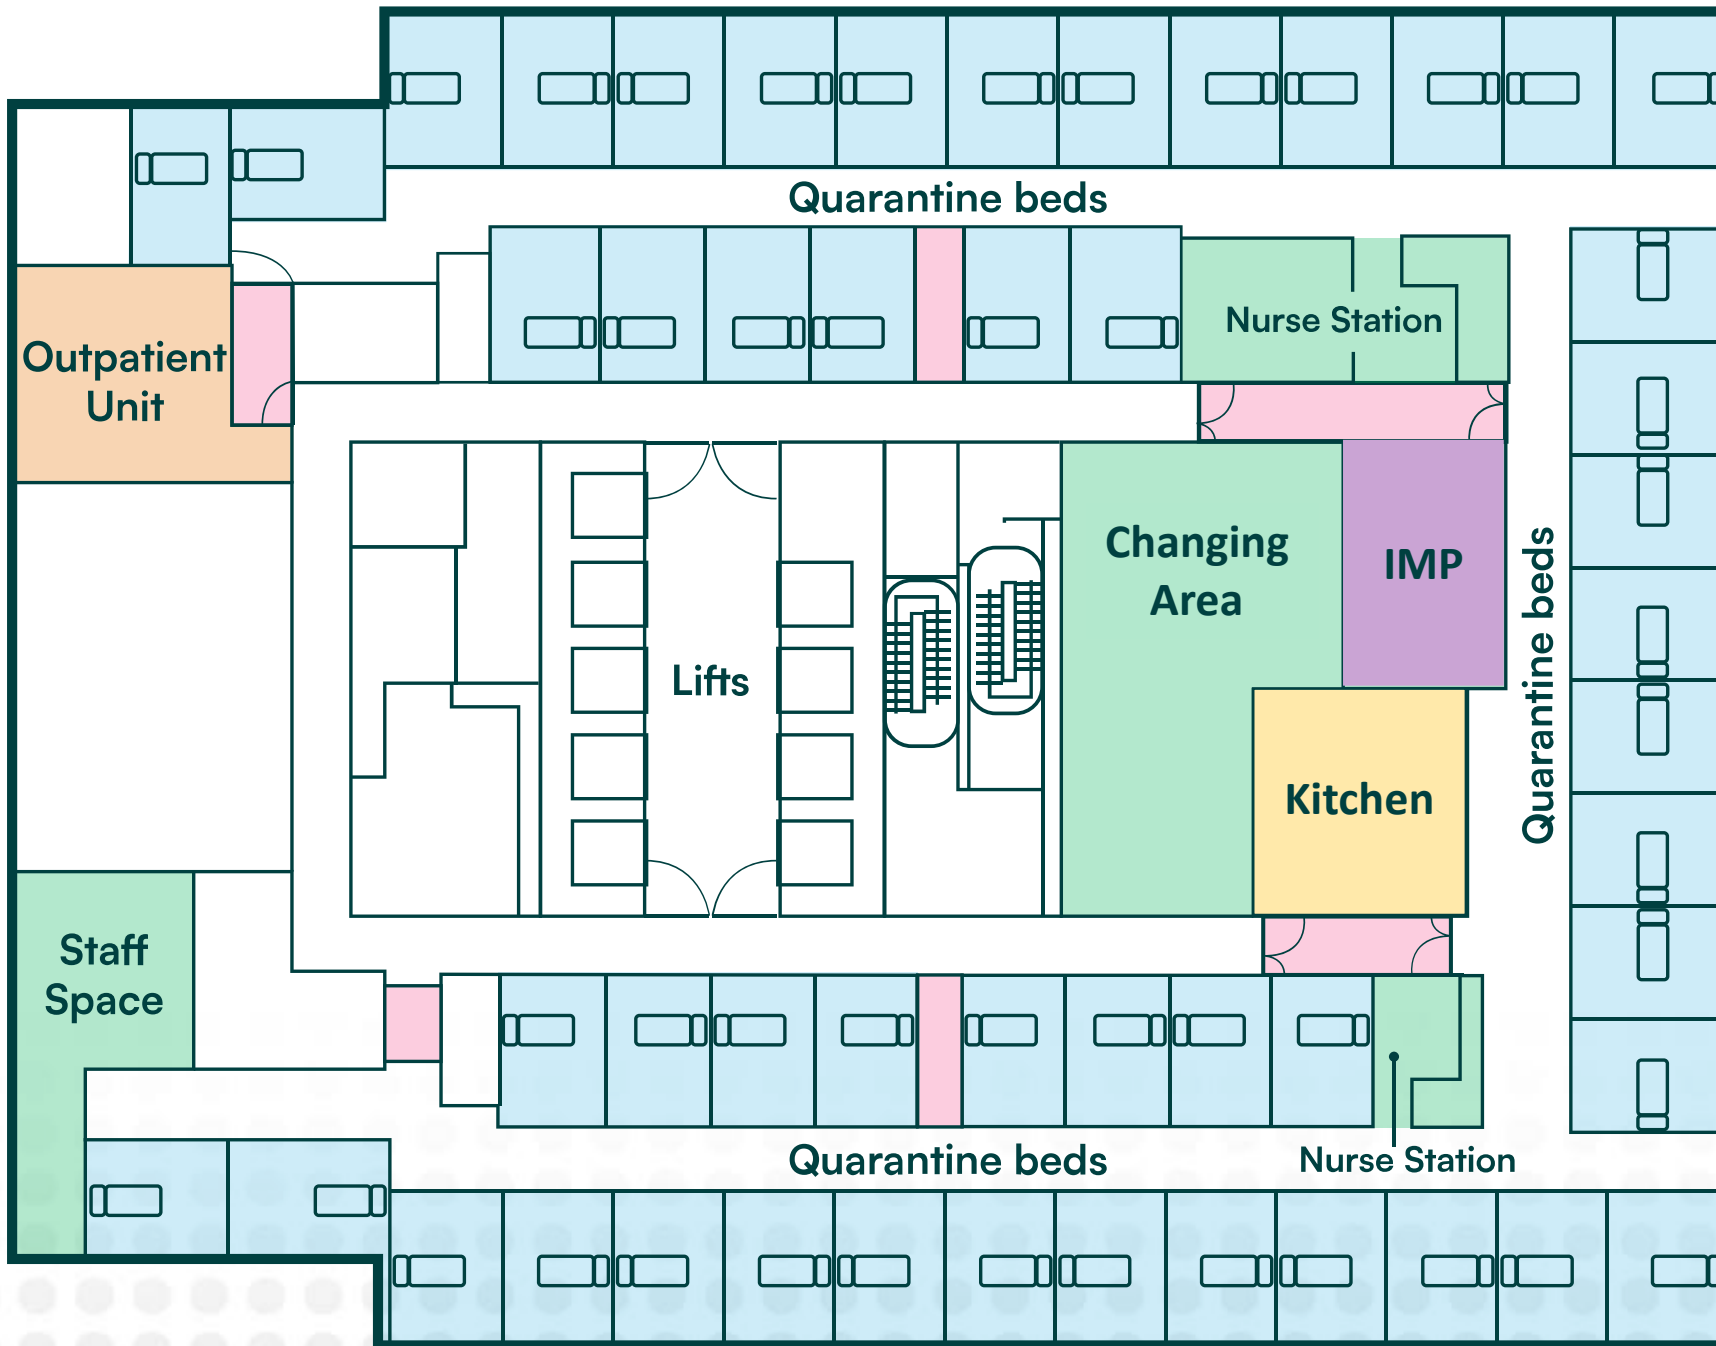 Quarantine beds
Nurse Station
Outpatient
Unit
Changing
Area
IMP
Lifts
Quarantine beds
Kitchen
Staff
Space
Quarantine beds
Nurse Station